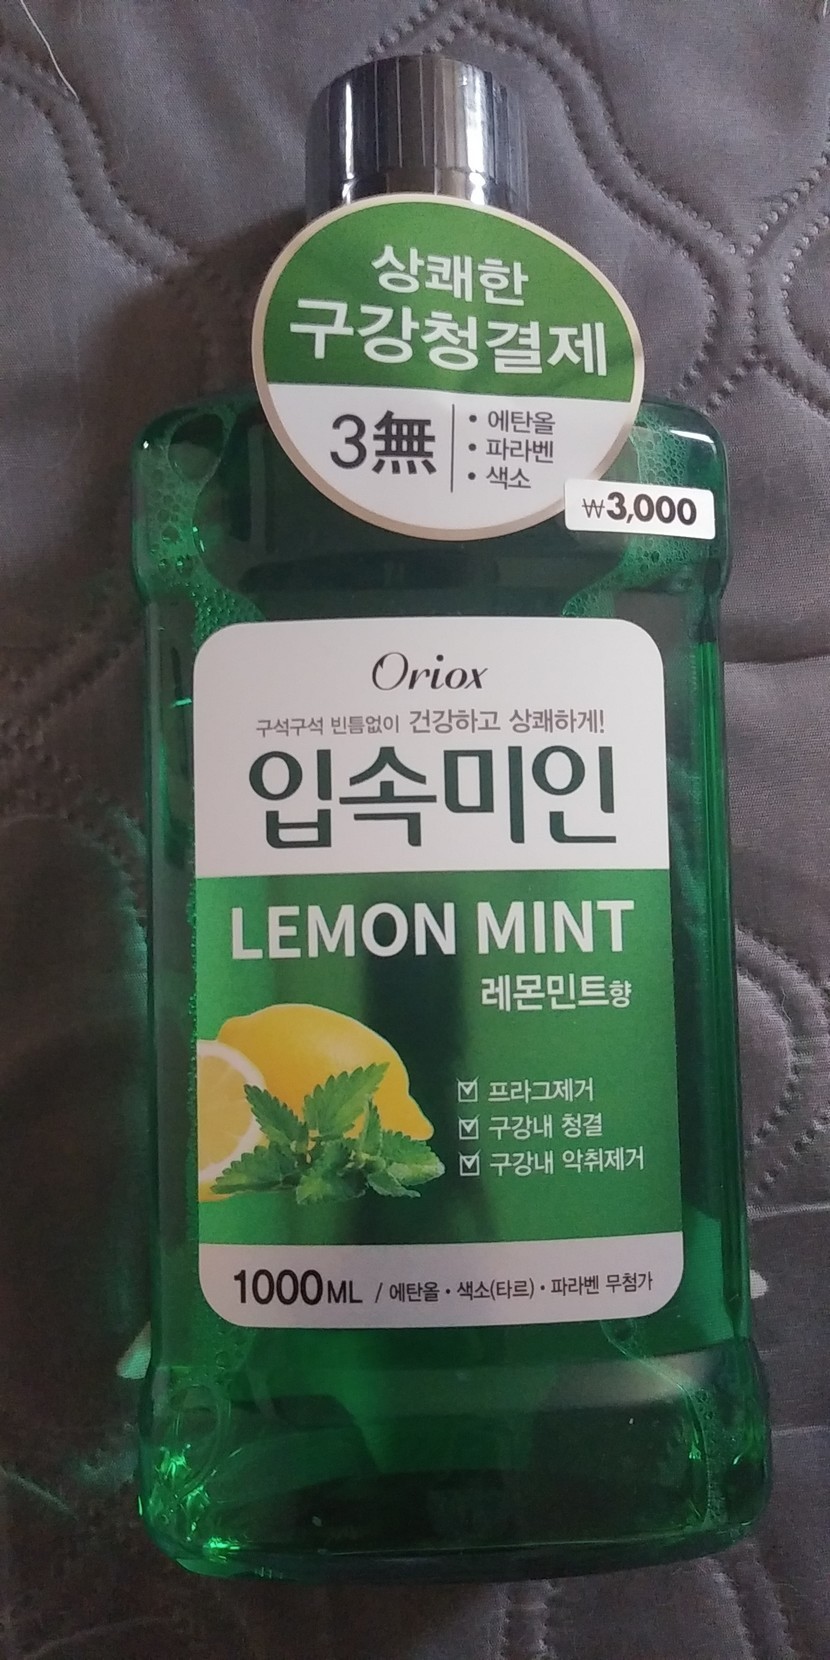 상쾌한
구강청결제
3無
• 에탄올
• 파라벤
• 색소
₩3,000
Oriox
구석구석 빈틈없이 건강하고 상쾌하게!
입속미인
LEMON MINT
레몬민트향
프라그제거
구강내 청결
구강내 악취제거
1000ML / 에탄올 • 색소(타르) • 파라벤 무첨가